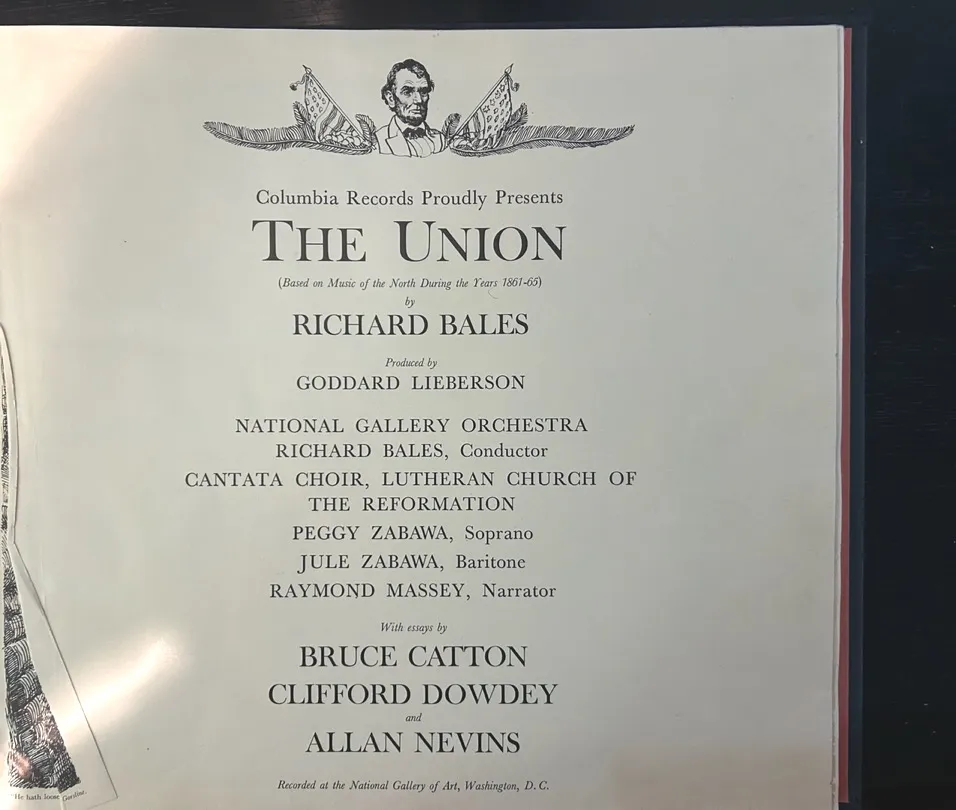 Columbia Records Proudly Presents
THE UNION
(Based on Music of the North During the Years 1861-65)
by
RICHARD BALES
Produced by
GODDARD LIEBERSON
NATIONAL GALLERY ORCHESTRA
RICHARD BALES, Conductor
CANTATA CHOIR, LUTHERAN CHURCH OF
THE REFORMATION
PEGGY ZABAWA, Soprano
JULE ZABAWA, Baritone
RAYMOND MASSEY, Narrator
With essays by
BRUCE CATTON
CLIFFORD DOWDEY
and
ALLAN NEVINS
Recorded at the National Gallery of Art, Washington, D. C.
He hath loose